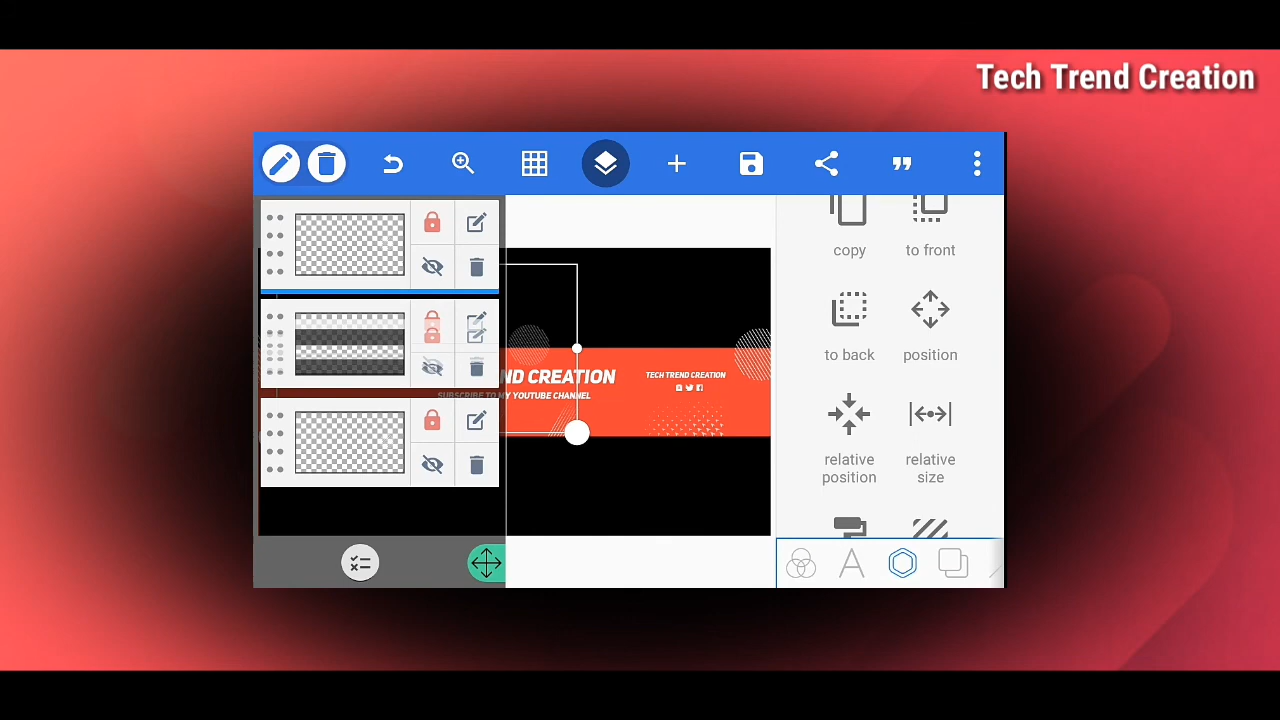 Tech Trend Creation
copy
to front
to back
position
relative
position
relative
size
ND CREATION
SUBSCRIBE TO MY YOUTUBE CHANNEL
TECH TREND CREATION